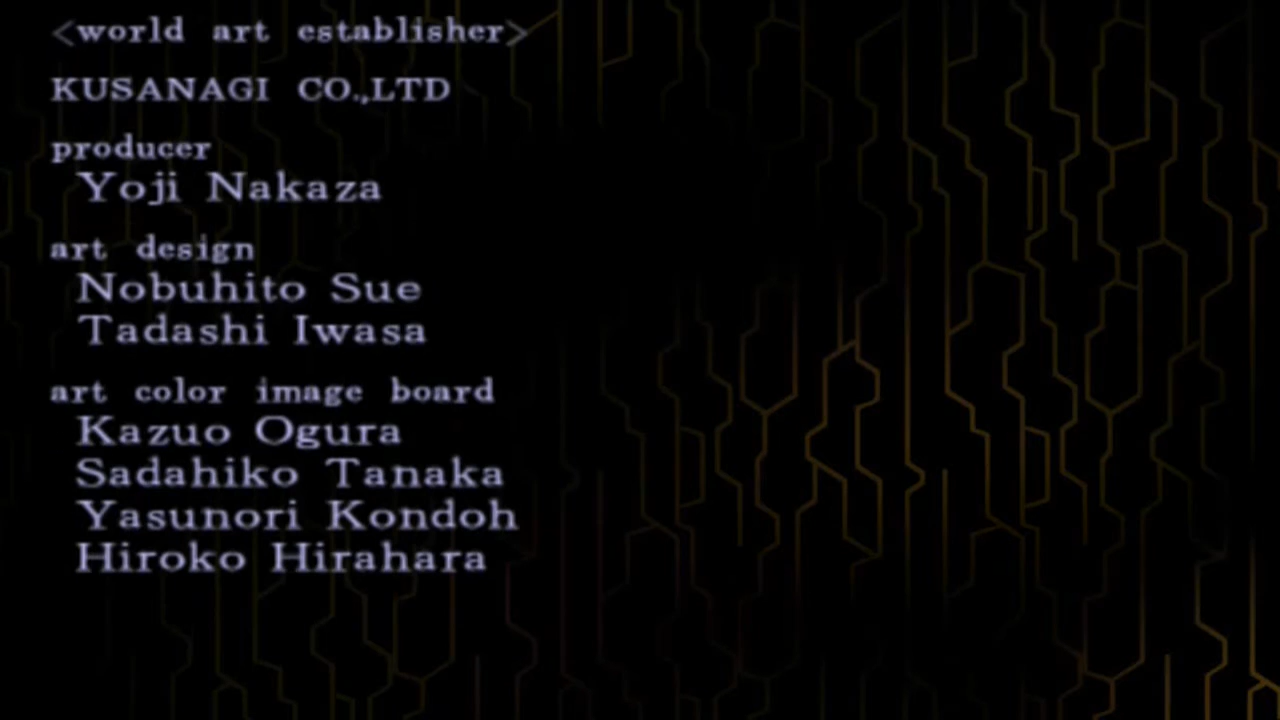 <world art establisher>
KUSANAGI CO.,LTD
producer
Yoji Nakaza
art design
Nobuhito Sue
Tadashi Iwasa
art color image board
Kazuo Ogura
Sadahiko Tanaka
Yasunori Kondoh
Hiroko Hirahara